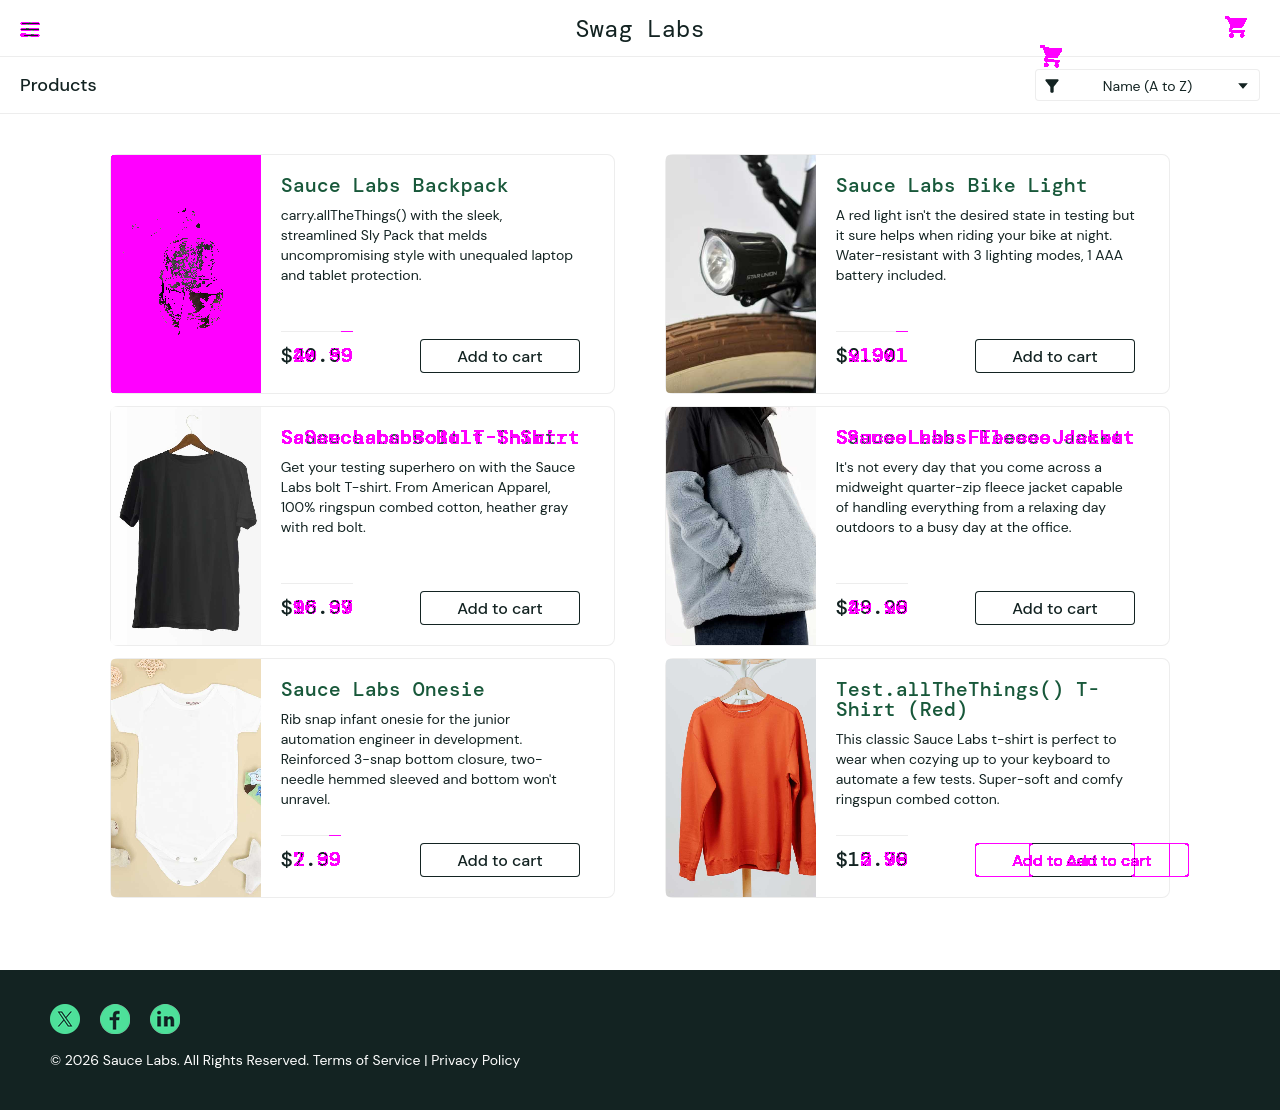 Swag Labs
Products
Name (A to Z)
Sauce Labs Backpack
carry.allTheThings() with the sleek,
streamlined Sly Pack that melds
uncompromising style with unequaled laptop
and tablet protection.
Add to cart
Sauce Labs Bike Light
A red light isn't the desired state in testing but
it sure helps when riding your bike at night.
Water-resistant with 3 lighting modes, 1 AAA
battery included.
Add to cart
Get your testing superhero on with the Sauce
Labs bolt T-shirt. From American Apparel,
100% ringspun combed cotton, heather gray
with red bolt.
Add to cart
It's not every day that you come across a
midweight quarter-zip fleece jacket capable
of handling everything from a relaxing day
outdoors to a busy day at the office.
Add to cart
Sauce Labs Onesie
Rib snap infant onesie for the junior
automation engineer in development.
Reinforced 3-snap bottom closure, two-
needle hemmed sleeved and bottom won't
unravel.
Add to cart
Test.allTheThings() T-
Shirt (Red)
This classic Sauce Labs t-shirt is perfect to
wear when cozying up to your keyboard to
automate a few tests. Super-soft and comfy
ringspun combed cotton.
© 2026 Sauce Labs. All Rights Reserved. Terms of Service | Privacy Policy